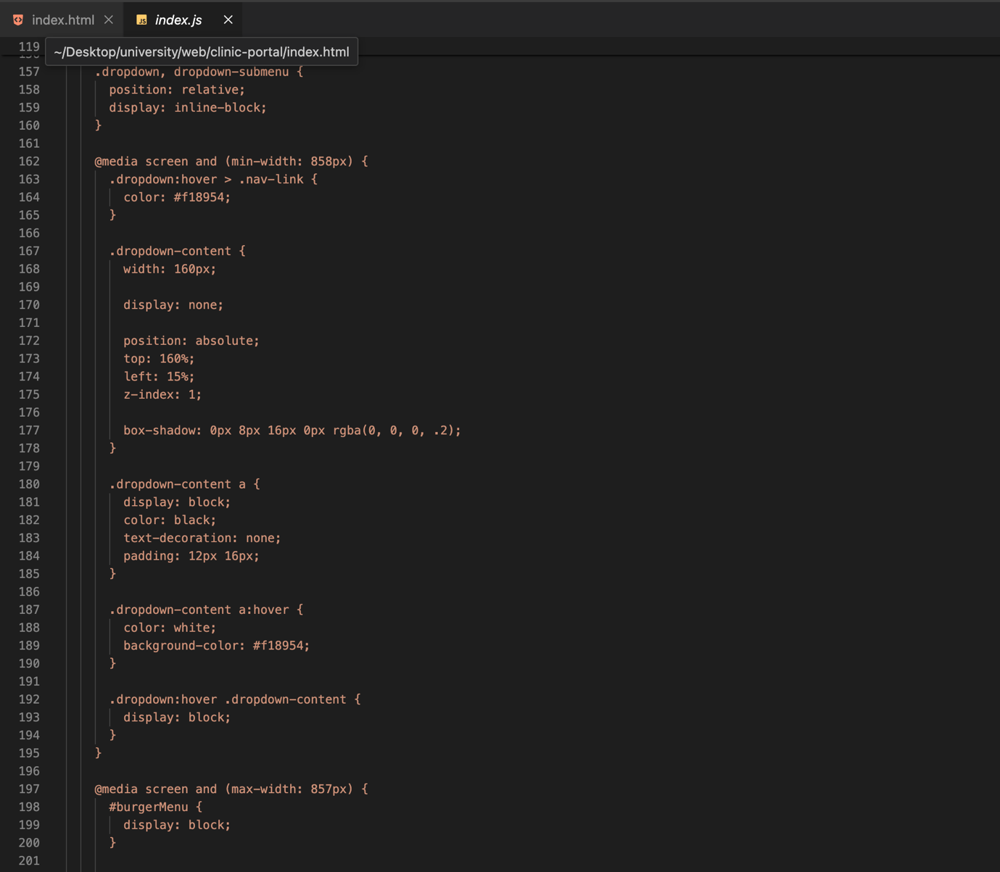 index.html
index.js
119
~/Desktop/university/web/clinic-portal/index.html
157 .dropdown, dropdown-submenu {
158 position: relative;
159 display: inline-block;
160 }
161
162 @media screen and (min-width: 858px) {
163 .dropdown:hover > .nav-link {
164 color: #f18954;
165 }
166
167 .dropdown-content {
168 width: 160px;
169
170 display: none;
171
172 position: absolute;
173 top: 160%;
174 left: 15%;
175 z-index: 1;
176
177 box-shadow: 0px 8px 16px 0px rgba(0, 0, 0, .2);
178 }
179
180 .dropdown-content a {
181 display: block;
182 color: black;
183 text-decoration: none;
184 padding: 12px 16px;
185 }
186
187 .dropdown-content a:hover {
188 color: white;
189 background-color: #f18954;
190 }
191
192 .dropdown:hover .dropdown-content {
193 display: block;
194 }
195 }
196
197 @media screen and (max-width: 857px) {
198 #burgerMenu {
199 display: block;
200 }
201